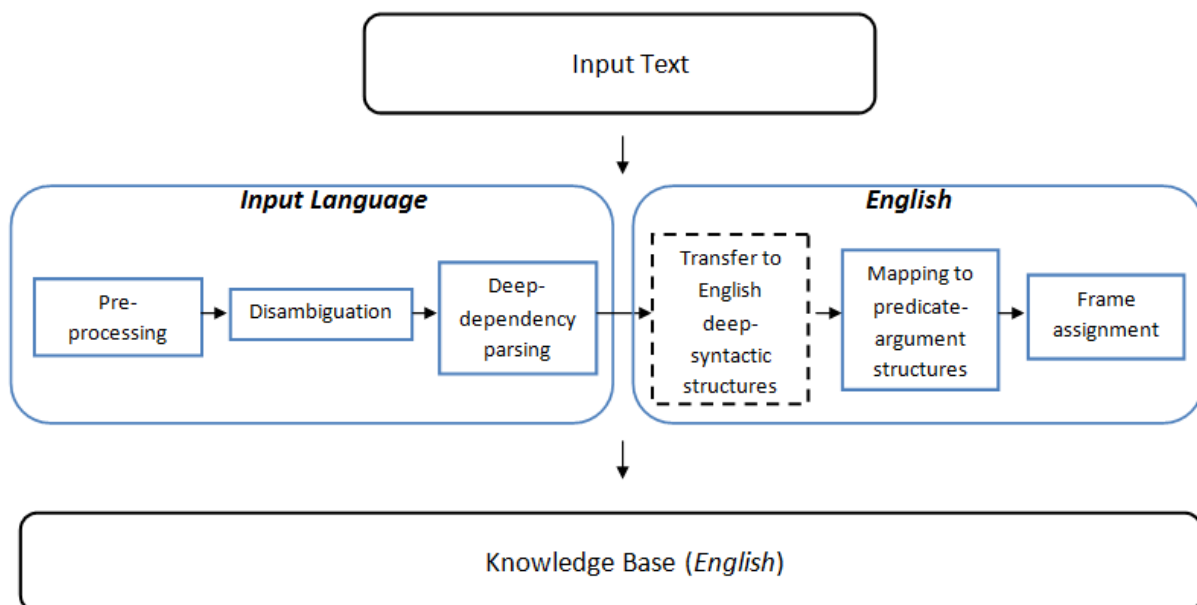 Input Text
Input Language
Pre-
processing
Disambiguation
Deep-
dependency
parsing
English
Transfer to
English
deep-
syntactic
structures
Mapping to
predicate-
argument
structures
Frame
assignment
Knowledge Base (English)